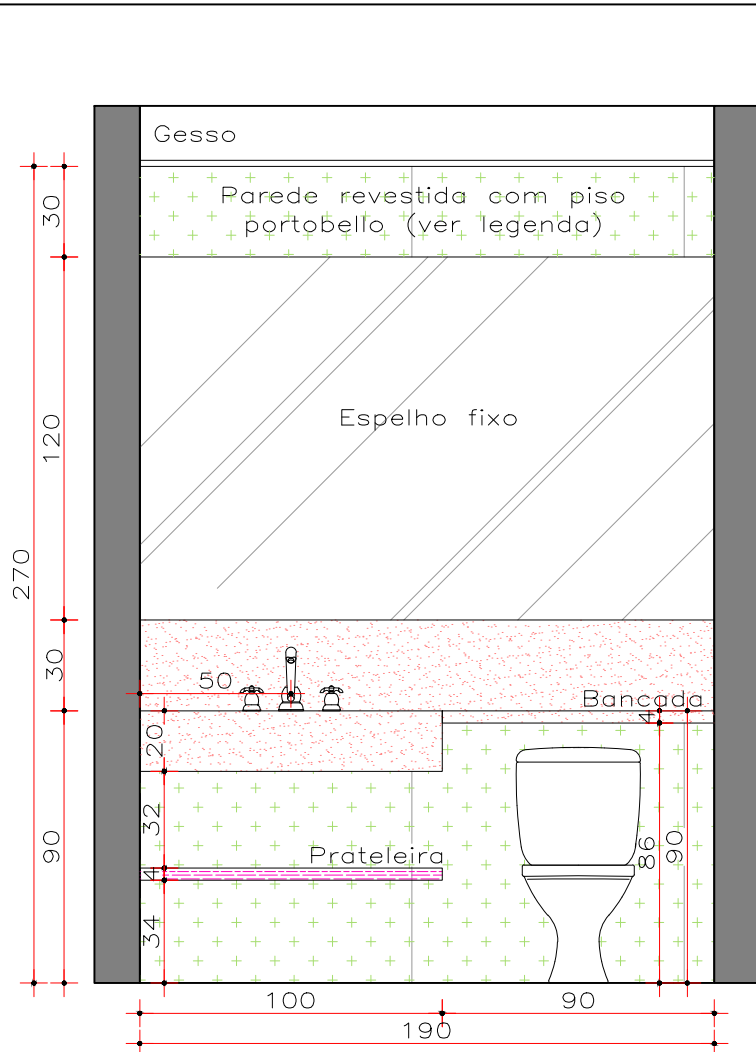 Gesso
30
Parede revestida com piso
portobello (ver legenda)
120
Espelho fixo
270
30
50
Bancada
4
20
32
90
86
90
Prateleira
4
34
100
90
190